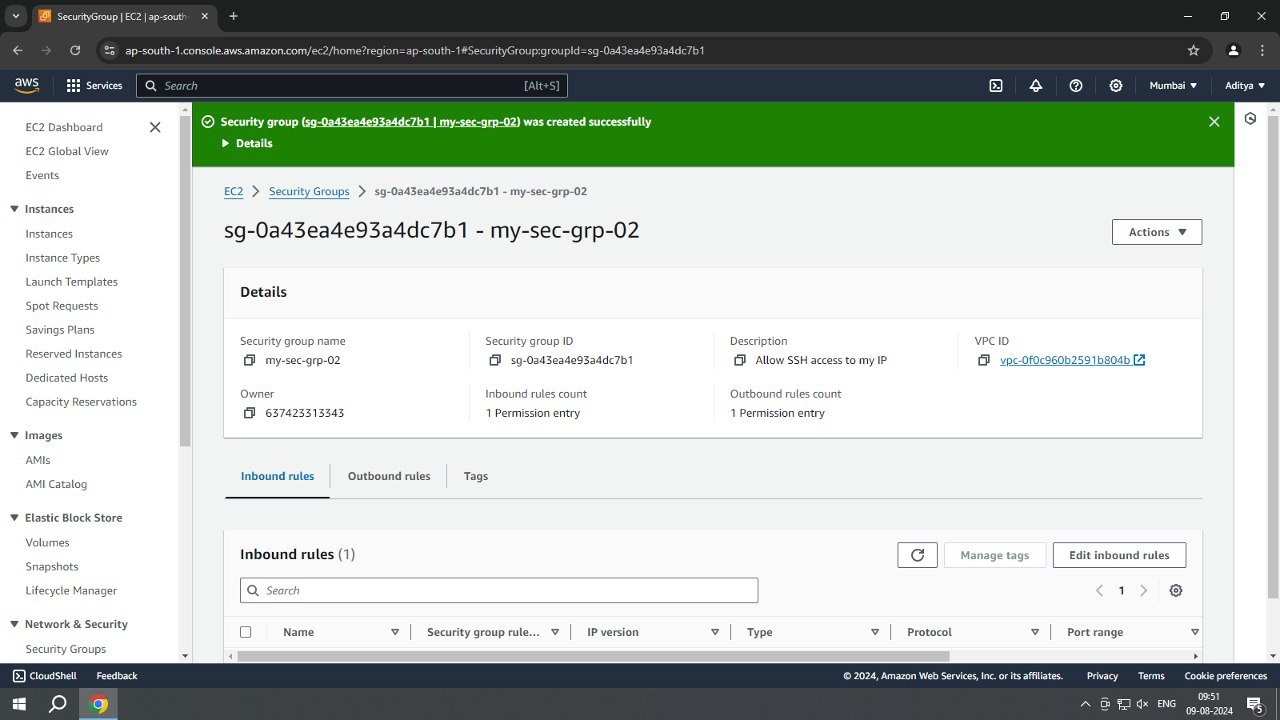 SecurityGroup | EC2 | ap-south-
ap-south-1.console.aws.amazon.com/ec2/home?region=ap-south-1#SecurityGroup:groupId=sg-0a43ea4e93a4dc7b1
aws Services Search [Alt+S] Mumbai Aditya
EC2 Dashboard
EC2 Global View
Events
Instances
Instances
Instance Types
Launch Templates
Spot Requests
Savings Plans
Reserved Instances
Dedicated Hosts
Capacity Reservations
Images
AMIs
AMI Catalog
Elastic Block Store
Volumes
Snapshots
Lifecycle Manager
Network & Security
Security Groups
Security group (sg-0a43ea4e93a4dc7b1 | my-sec-grp-02) was created successfully
Details
EC2 Security Groups sg-0a43ea4e93a4dc7b1 - my-sec-grp-02
sg-0a43ea4e93a4dc7b1 - my-sec-grp-02
Actions
Details
Security group name Security group ID Description VPC ID
my-sec-grp-02 sg-0a43ea4e93a4dc7b1 Allow SSH access to my IP vpc-0f0c960b2591b804b
Owner Inbound rules count Outbound rules count
637423313343 1 Permission entry 1 Permission entry
Inbound rules Outbound rules Tags
Inbound rules (1) Manage tags Edit inbound rules
Search 1
Name Security group rule... IP version Type Protocol Port range
CloudShell Feedback © 2024, Amazon Web Services, Inc. or its affiliates. Privacy Terms Cookie preferences
ENG 09:51
09-08-2024 5